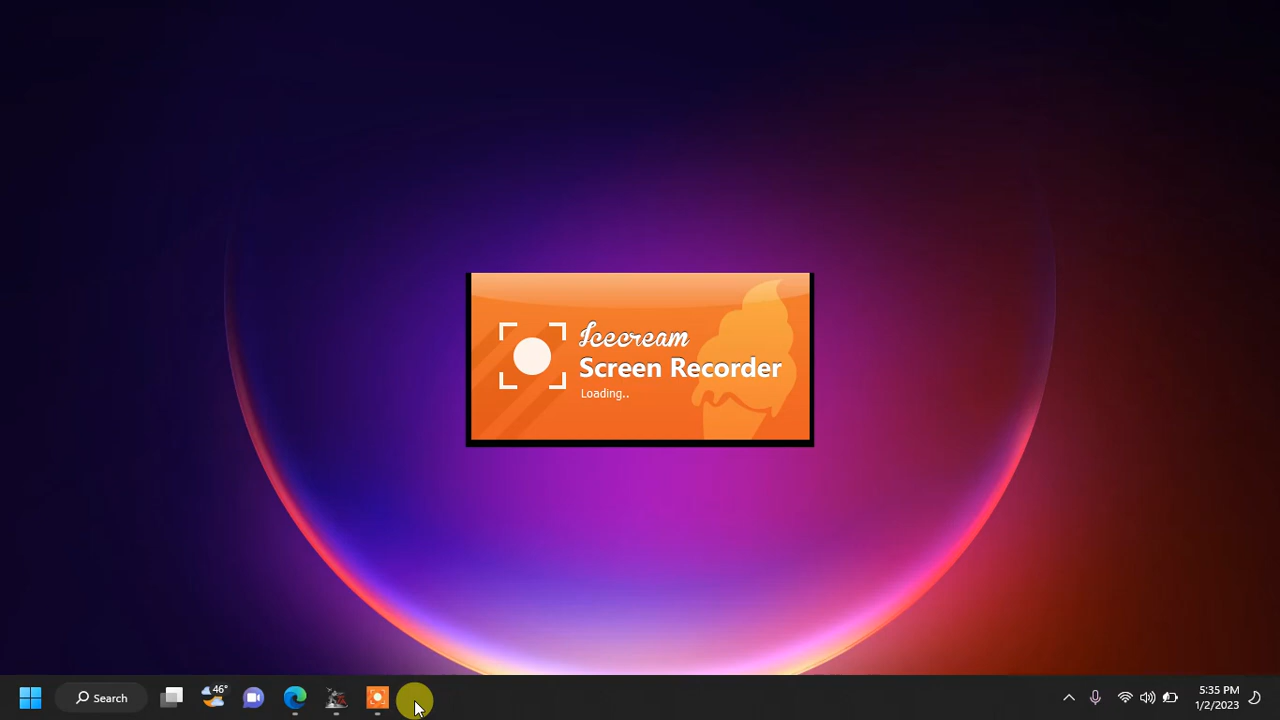 Icecream
Screen Recorder
Loading..
Search
46°
5:35 PM
1/2/2023